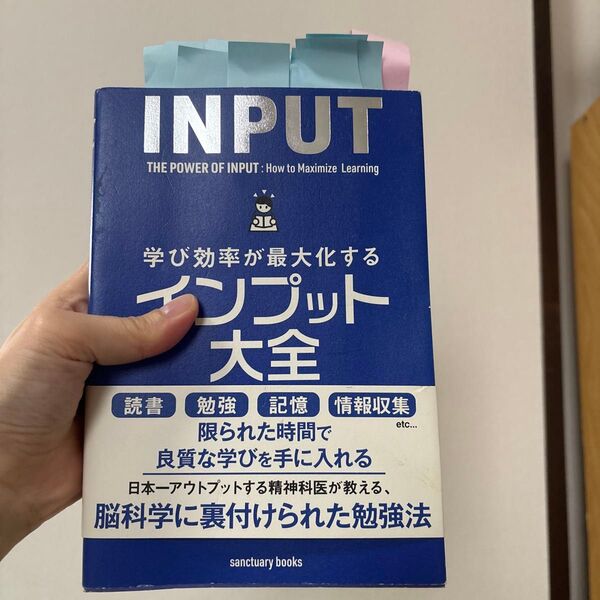 INPUT
THE POWER OF INPUT : How to Maximize Learning
学び効率が最大化する
インプット
大全
読書 勉強 記憶 情報収集
etc...
限られた時間で
良質な学びを手に入れる
日本一アウトプットする精神科医が教える、
脳科学に裏付けられた勉強法
sanctuary books